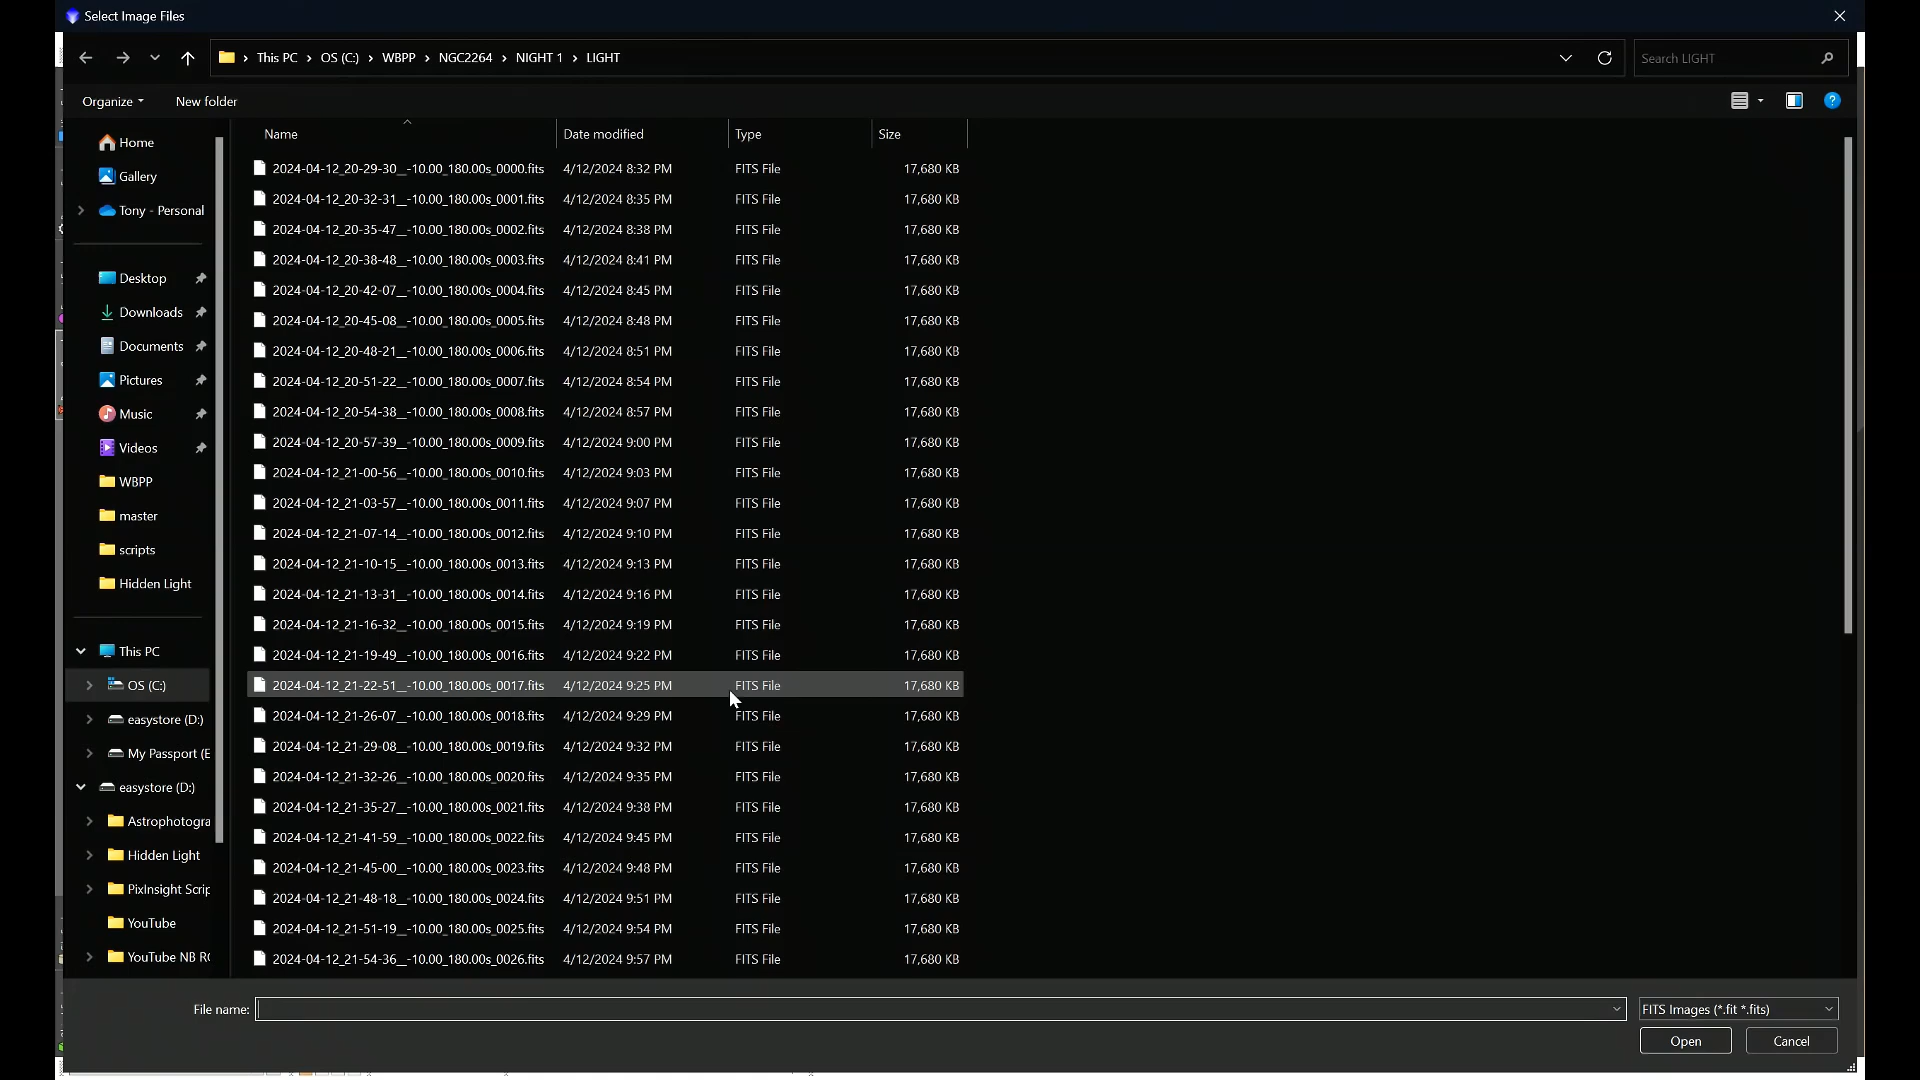 Select Image Files
This PC > OS (C:) > WBPP > NGC2264 > NIGHT 1 > LIGHT
Search LIGHT
Organize
New folder
Home
Gallery
Tony - Personal
Desktop
Downloads
Documents
Pictures
Music
Videos
WBPP
master
scripts
Hidden Light
This PC
OS (C:)
easystore (D:)
My Passport (E
easystore (D:)
Astrophotogra
Hidden Light
PixInsight Scrip
YouTube
YouTube NB R
Name Date modified Type Size
2024-04-12_20-29-30__-10.00_180.00s_0000.fits 4/12/2024 8:32 PM FITS File 17,680 KB
2024-04-12_20-32-31__-10.00_180.00s_0001.fits 4/12/2024 8:35 PM FITS File 17,680 KB
2024-04-12_20-35-47__-10.00_180.00s_0002.fits 4/12/2024 8:38 PM FITS File 17,680 KB
2024-04-12_20-38-48__-10.00_180.00s_0003.fits 4/12/2024 8:41 PM FITS File 17,680 KB
2024-04-12_20-42-07__-10.00_180.00s_0004.fits 4/12/2024 8:45 PM FITS File 17,680 KB
2024-04-12_20-45-08__-10.00_180.00s_0005.fits 4/12/2024 8:48 PM FITS File 17,680 KB
2024-04-12_20-48-21__-10.00_180.00s_0006.fits 4/12/2024 8:51 PM FITS File 17,680 KB
2024-04-12_20-51-22__-10.00_180.00s_0007.fits 4/12/2024 8:54 PM FITS File 17,680 KB
2024-04-12_20-54-38__-10.00_180.00s_0008.fits 4/12/2024 8:57 PM FITS File 17,680 KB
2024-04-12_20-57-39__-10.00_180.00s_0009.fits 4/12/2024 9:00 PM FITS File 17,680 KB
2024-04-12_21-00-56__-10.00_180.00s_0010.fits 4/12/2024 9:03 PM FITS File 17,680 KB
2024-04-12_21-03-57__-10.00_180.00s_0011.fits 4/12/2024 9:07 PM FITS File 17,680 KB
2024-04-12_21-07-14__-10.00_180.00s_0012.fits 4/12/2024 9:10 PM FITS File 17,680 KB
2024-04-12_21-10-15__-10.00_180.00s_0013.fits 4/12/2024 9:13 PM FITS File 17,680 KB
2024-04-12_21-13-31__-10.00_180.00s_0014.fits 4/12/2024 9:16 PM FITS File 17,680 KB
2024-04-12_21-16-32__-10.00_180.00s_0015.fits 4/12/2024 9:19 PM FITS File 17,680 KB
2024-04-12_21-19-49__-10.00_180.00s_0016.fits 4/12/2024 9:22 PM FITS File 17,680 KB
2024-04-12_21-22-51__-10.00_180.00s_0017.fits 4/12/2024 9:25 PM FITS File 17,680 KB
2024-04-12_21-26-07__-10.00_180.00s_0018.fits 4/12/2024 9:29 PM FITS File 17,680 KB
2024-04-12_21-29-08__-10.00_180.00s_0019.fits 4/12/2024 9:32 PM FITS File 17,680 KB
2024-04-12_21-32-26__-10.00_180.00s_0020.fits 4/12/2024 9:35 PM FITS File 17,680 KB
2024-04-12_21-35-27__-10.00_180.00s_0021.fits 4/12/2024 9:38 PM FITS File 17,680 KB
2024-04-12_21-41-59__-10.00_180.00s_0022.fits 4/12/2024 9:45 PM FITS File 17,680 KB
2024-04-12_21-45-00__-10.00_180.00s_0023.fits 4/12/2024 9:48 PM FITS File 17,680 KB
2024-04-12_21-48-18__-10.00_180.00s_0024.fits 4/12/2024 9:51 PM FITS File 17,680 KB
2024-04-12_21-51-19__-10.00_180.00s_0025.fits 4/12/2024 9:54 PM FITS File 17,680 KB
2024-04-12_21-54-36__-10.00_180.00s_0026.fits 4/12/2024 9:57 PM FITS File 17,680 KB
File name:
FITS Images (*.fit *.fits)
Open
Cancel